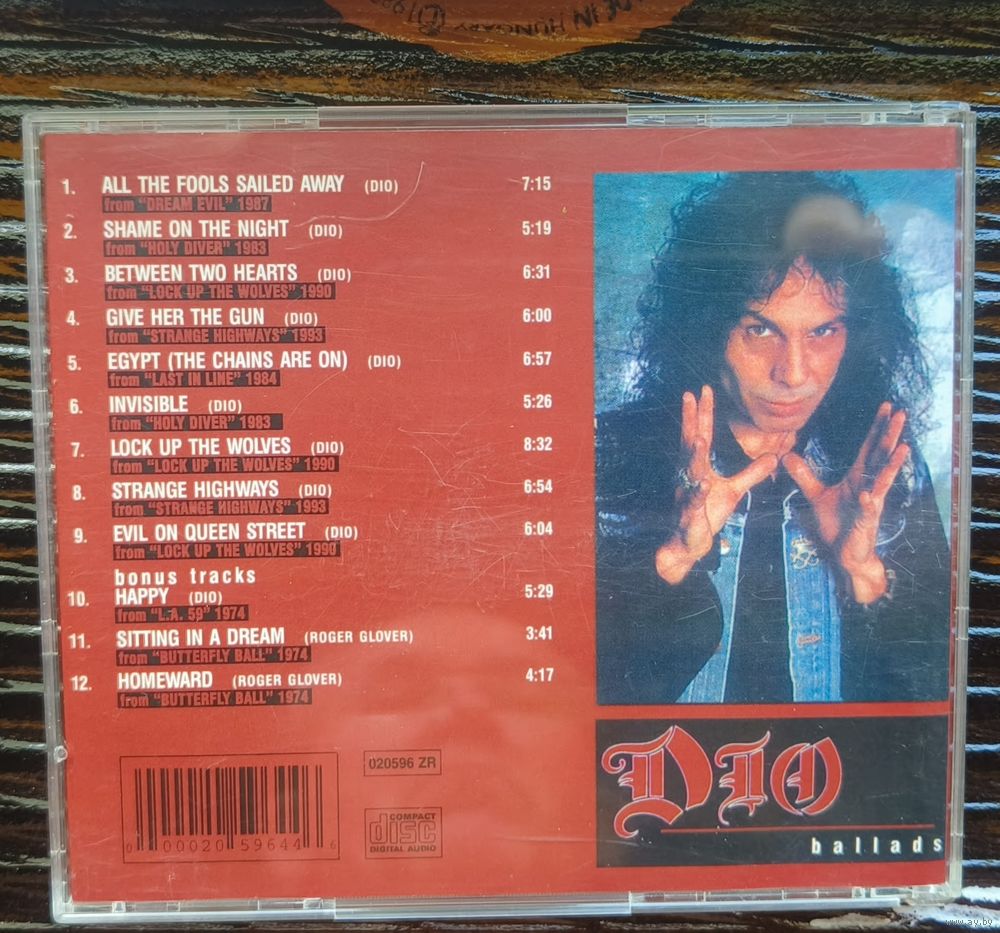 MADE IN HUNGARY
1. ALL THE FOOLS SAILED AWAY (DIO) 7:15
from "DREAM EVIL" 1987
2. SHAME ON THE NIGHT (DIO) 5:19
from "HOLY DIVER" 1983
3. BETWEEN TWO HEARTS (DIO) 6:31
from "LOCK UP THE WOLVES" 1990
4. GIVE HER THE GUN (DIO) 6:00
from "STRANGE HIGHWAYS" 1993
5. EGYPT (THE CHAINS ARE ON) (DIO) 6:57
from "LAST IN LINE" 1984
6. INVISIBLE (DIO) 5:26
from "HOLY DIVER" 1983
7. LOCK UP THE WOLVES (DIO) 8:32
from "LOCK UP THE WOLVES" 1990
8. STRANGE HIGHWAYS (DIO) 6:54
from "STRANGE HIGHWAYS" 1993
9. EVIL ON QUEEN STREET (DIO) 6:04
from "LOCK UP THE WOLVES" 1990
bonus tracks
10. HAPPY (DIO) 5:29
from "L.A. 59" 1974
11. SITTING IN A DREAM (ROGER GLOVER) 3:41
from "BUTTERFLY BALL" 1974
12. HOMEWARD (ROGER GLOVER) 4:17
from "BUTTERFLY BALL" 1974
020596 ZR
0 00020 59644 6
COMPACT
disc
DIGITAL AUDIO
DIO
ballads
www.ay.by